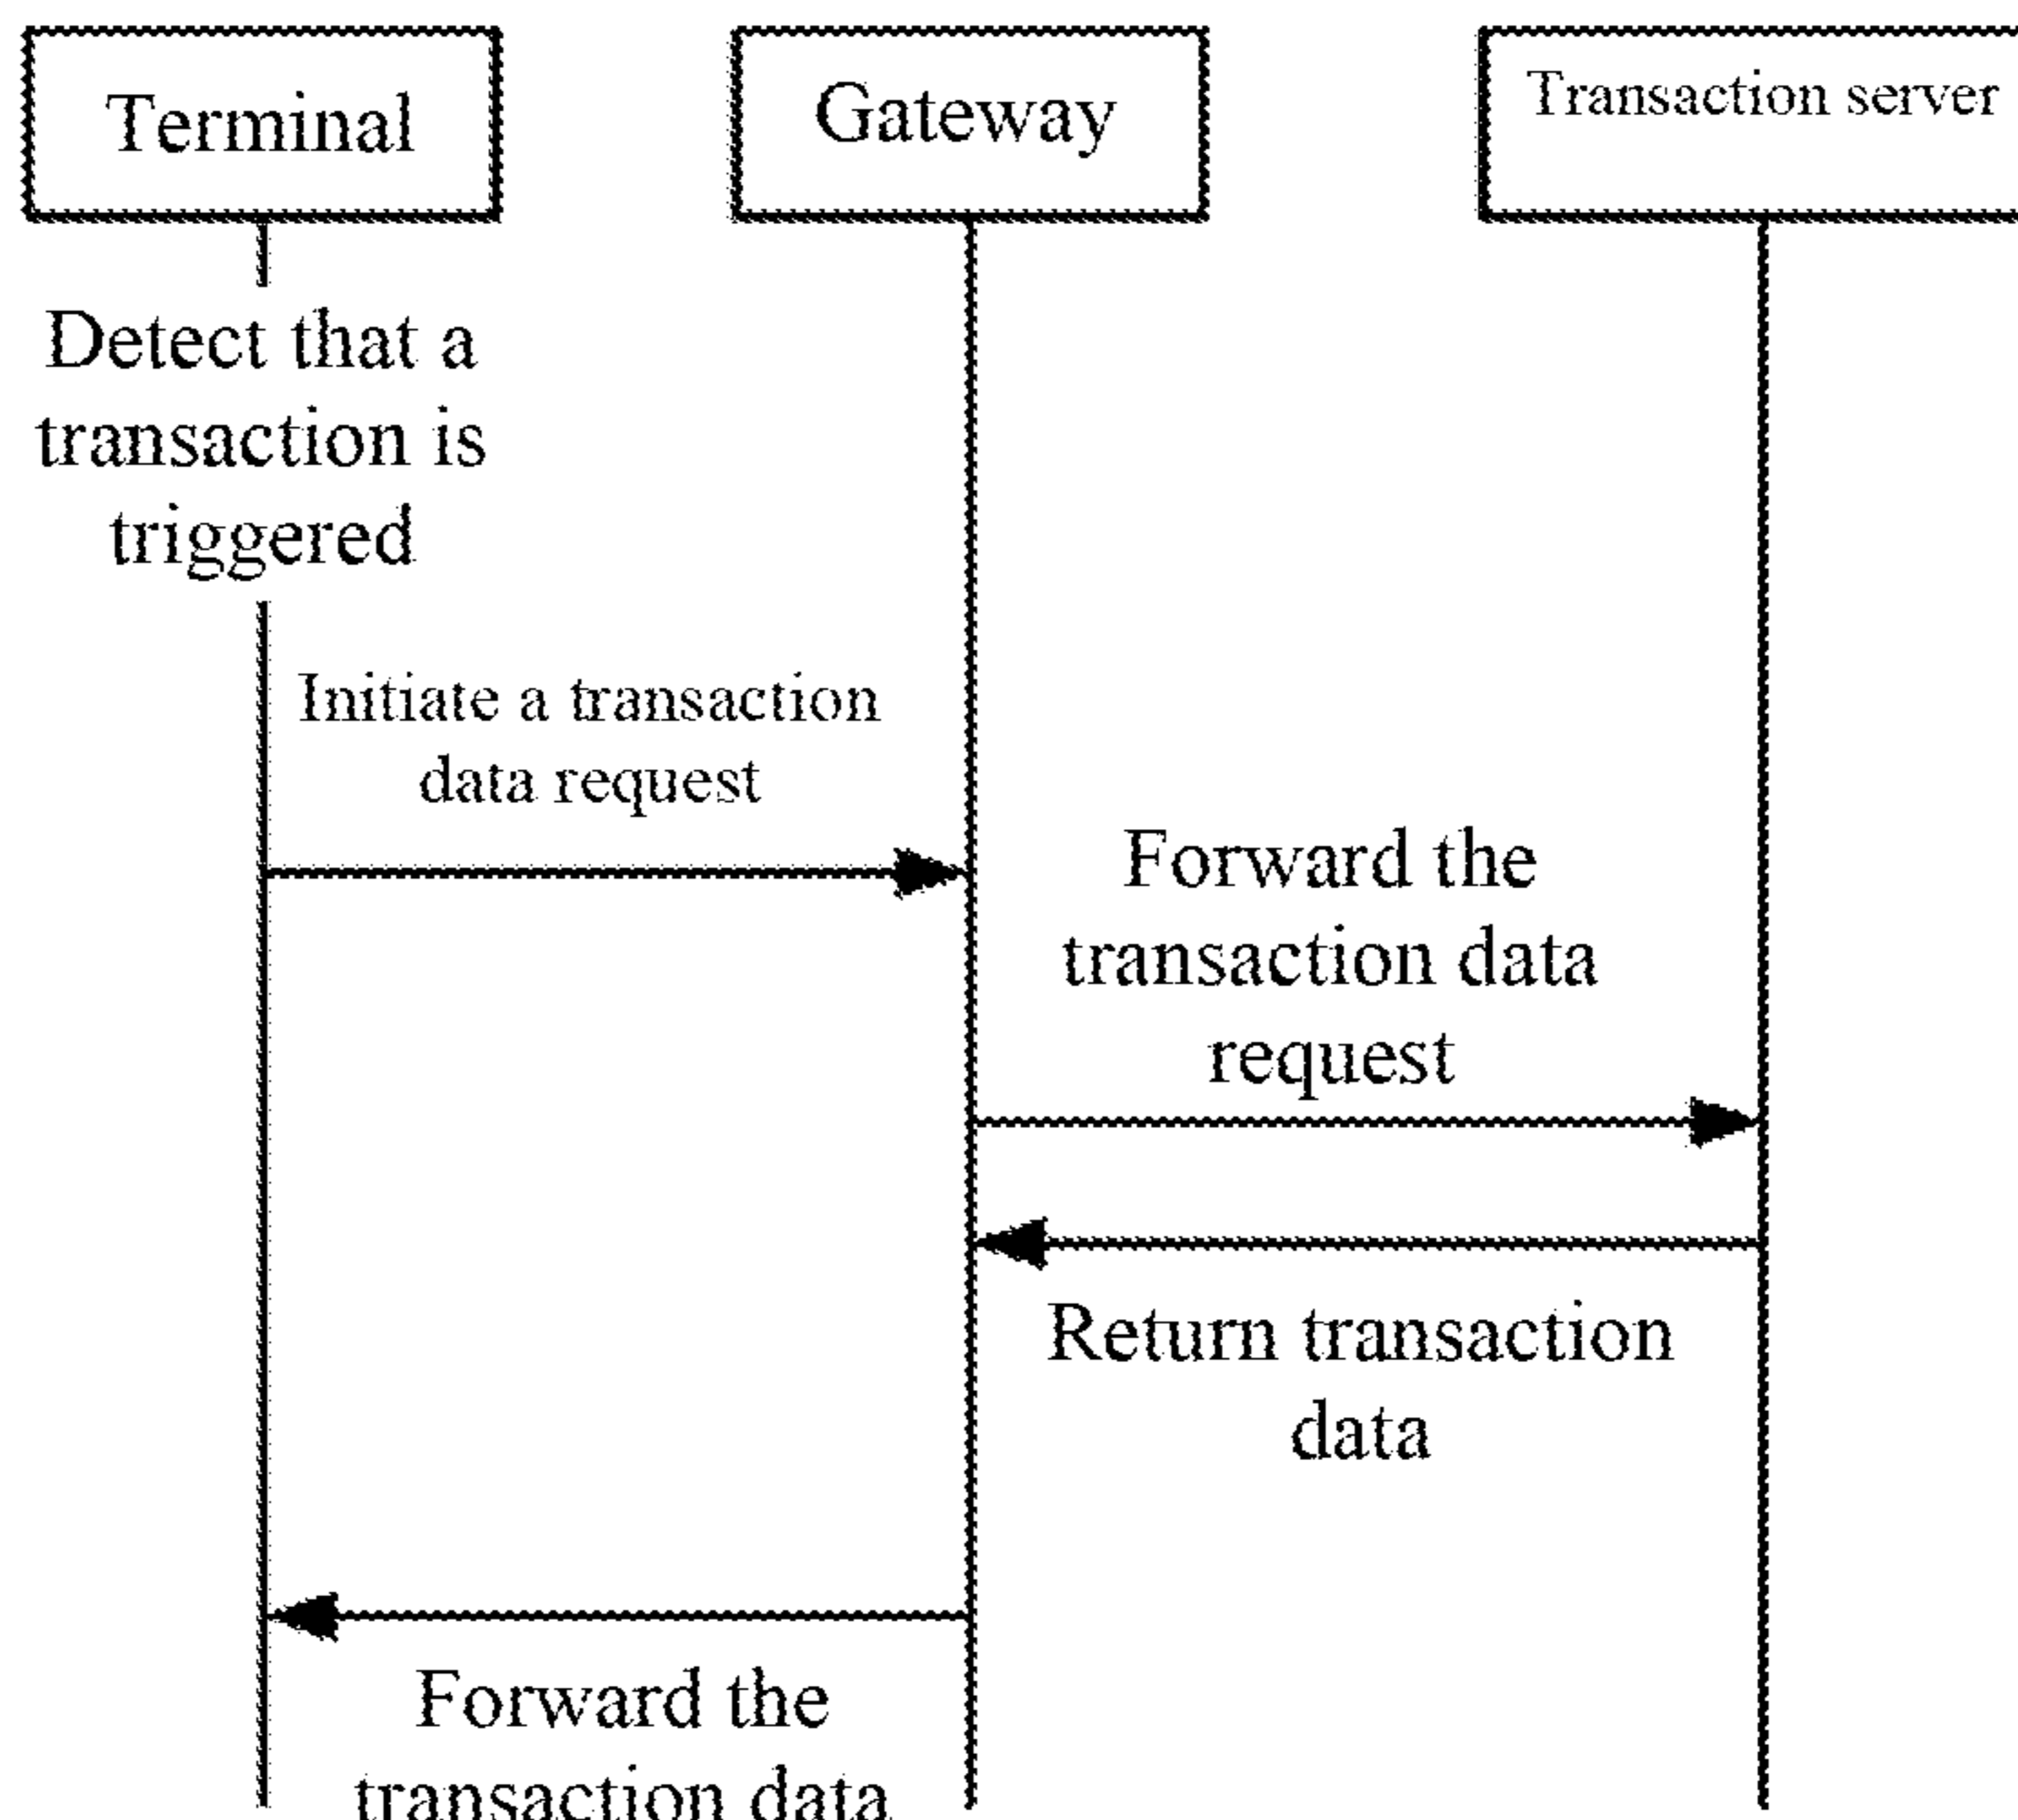 Terminal
Gateway
Transaction server
Detect that a
transaction is
triggered
Initiate a transaction
data request
Forward the
transaction data
request
Return transaction
data
Forward the
transaction data